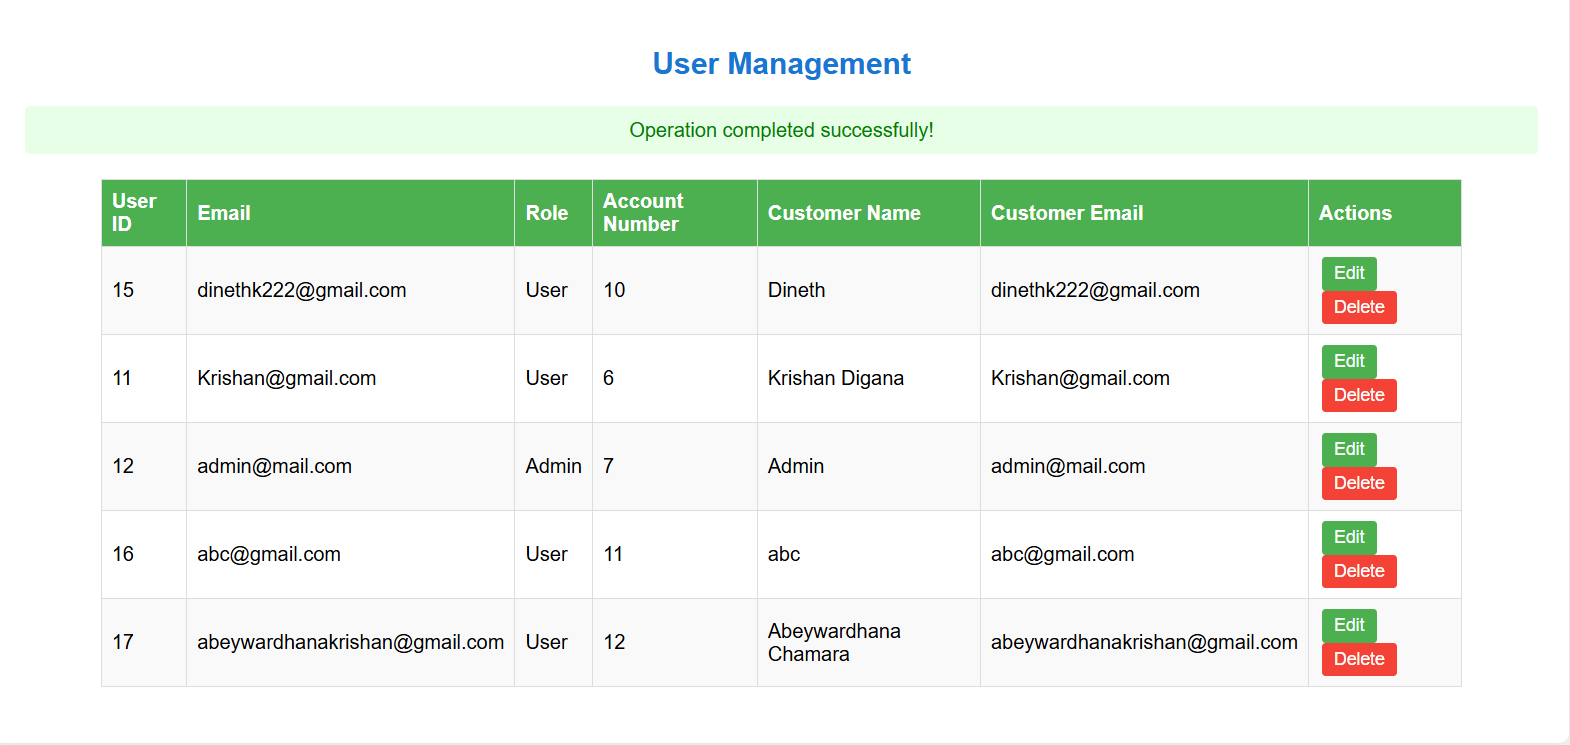 User Management
Operation completed successfully!
User ID Email Role Account Number Customer Name Customer Email Actions
15 dinethk222@gmail.com User 10 Dineth dinethk222@gmail.com Edit Delete
11 Krishan@gmail.com User 6 Krishan Digana Krishan@gmail.com Edit Delete
12 admin@mail.com Admin 7 Admin admin@mail.com Edit Delete
16 abc@gmail.com User 11 abc abc@gmail.com Edit Delete
17 abeywardhanakrishan@gmail.com User 12 Abeywardhana Chamara abeywardhanakrishan@gmail.com Edit Delete